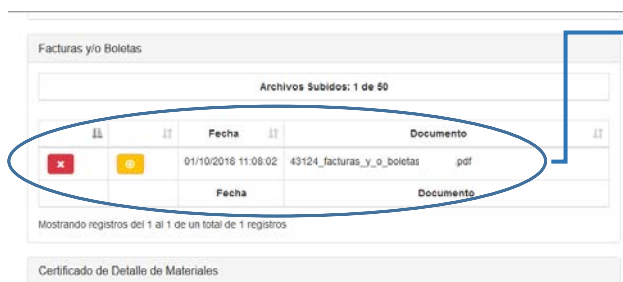 Facturas y/o Boletas
Archivos Subidos: 1 de 50
Fecha Documento
01/10/2018 11:08:02 43124_facturas_y_o_boletas .pdf
Fecha Documento
Mostrando registros del 1 al 1 de un total de 1 registros
Certificado de Detalle de Materiales